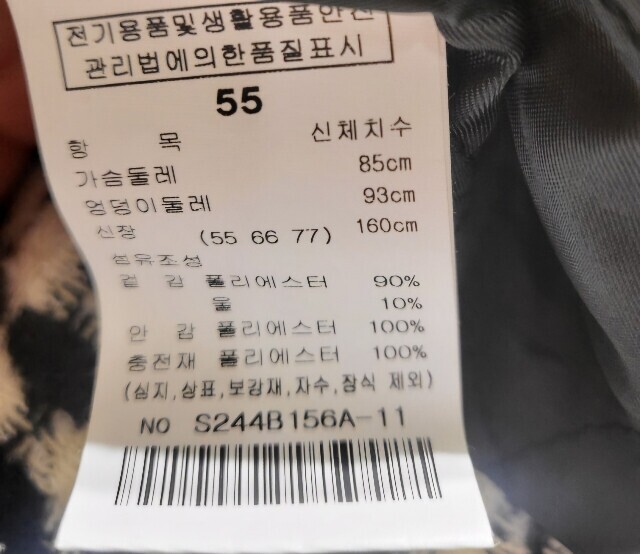 전기용품및생활용품안전
관리법에의한품질표시
55
항 목 신체치수
가슴둘레 85cm
엉덩이둘레 93cm
신장 (55 66 77) 160cm
섬유조성
겉 감 폴리에스터 90%
울 10%
안 감 폴리에스터 100%
충전재 폴리에스터 100%
(심지,상표,보강재,자수,장식 제외)
NO S244B156A-11